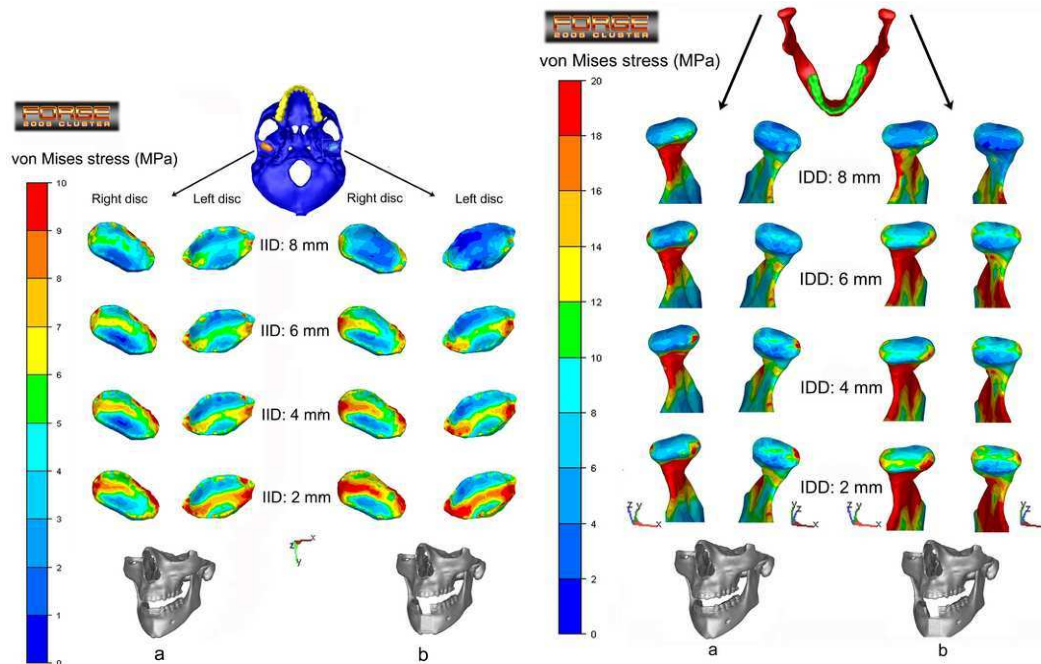 FORGE
2009 CLUSTER
von Mises stress (MPa)
10
9
8
7
6
5
4
3
2
1
0
Right disc
Left disc
Right disc
Left disc
IID: 8 mm
IID: 6 mm
IID: 4 mm
IID: 2 mm
z x
y
a
b
FORGE
2009 CLUSTER
von Mises stress (MPa)
20
18
16
14
12
10
8
6
4
2
0
IDD: 8 mm
IDD: 6 mm
IDD: 4 mm
IDD: 2 mm
z y x
y x
z y x
y z x
a
b